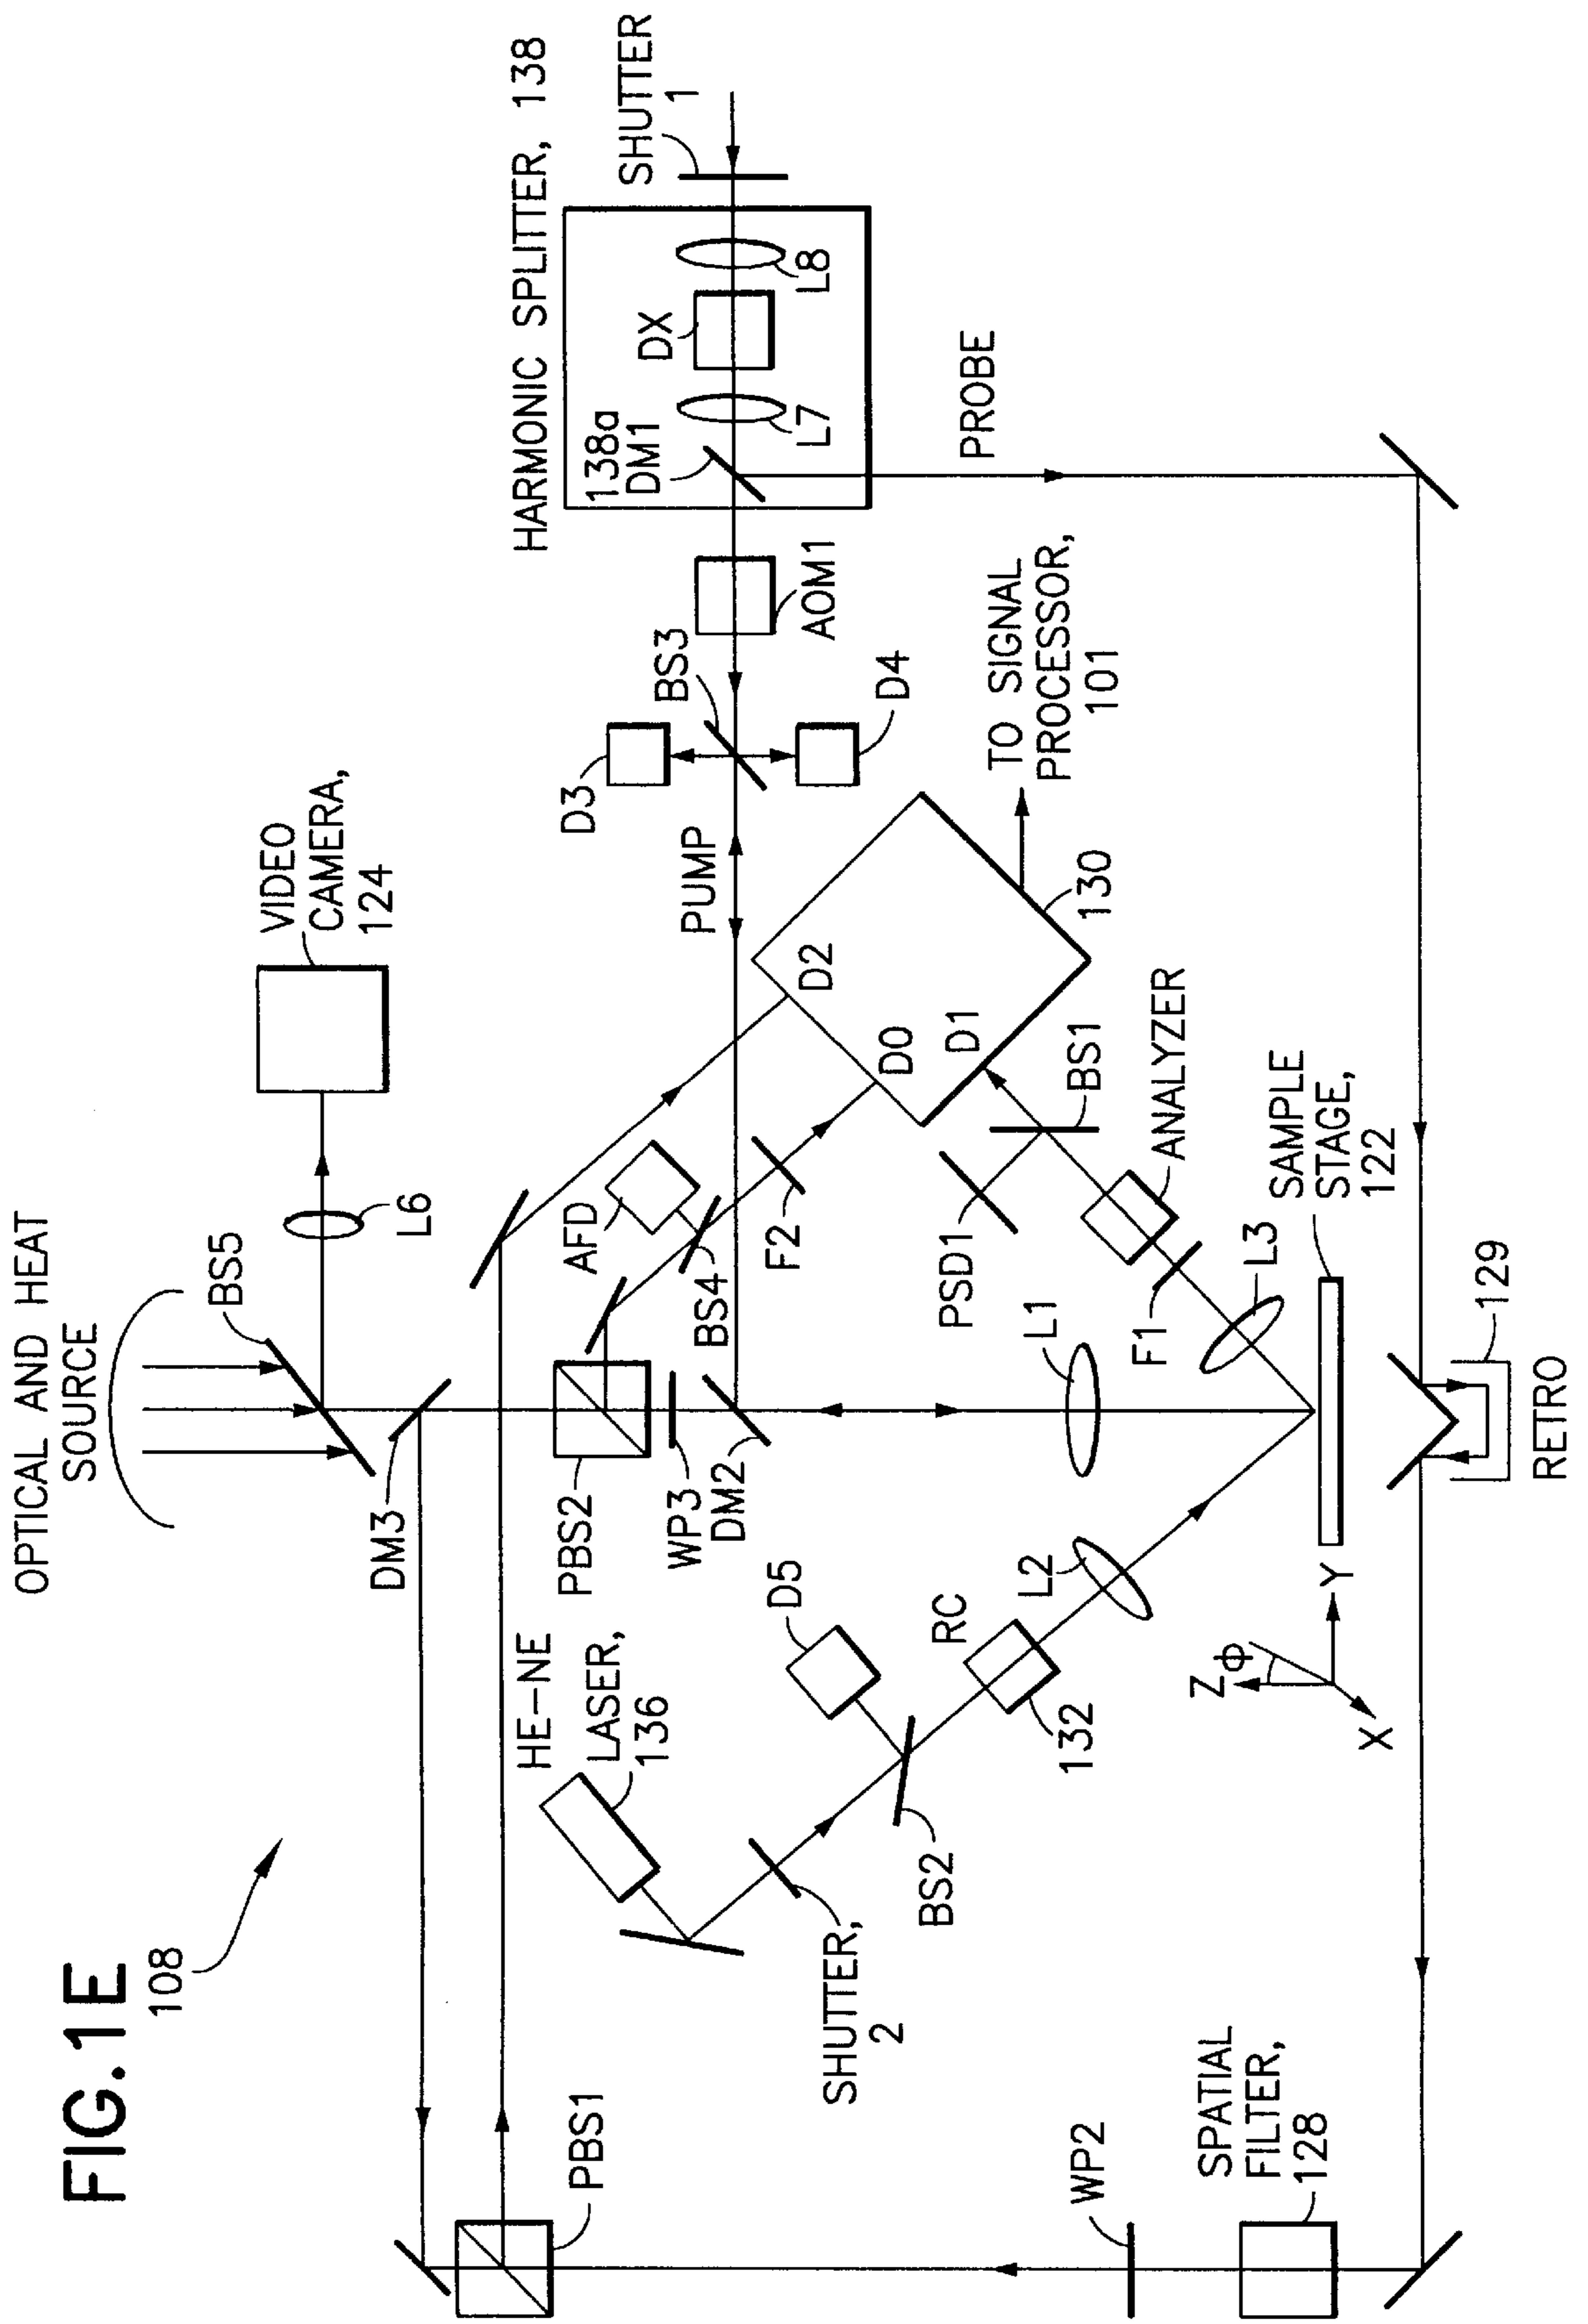 FIG.1E
108
OPTICAL AND HEAT
SOURCE
BS5
VIDEO
CAMERA,
124
L6
DM3
HARMONIC SPLITTER, 138
SHUTTER
1
138a
DM1
DX
L7
L8
AOM1
BS3
D3
D4
PUMP
PROBE
TO SIGNAL
PROCESSOR,
101
130
D2
D0
D1
AFD
BS4
F2
PBS2
WP3
DM2
HE-NE
LASER,
136
D5
SHUTTER,
2
BS2
RC
132
L2
L1
L3
F1
PSD1
BS1
ANALYZER
SAMPLE
STAGE,
122
Z
ϕ
Y
X
129
RETRO
PBS1
WP2
SPATIAL
FILTER,
128